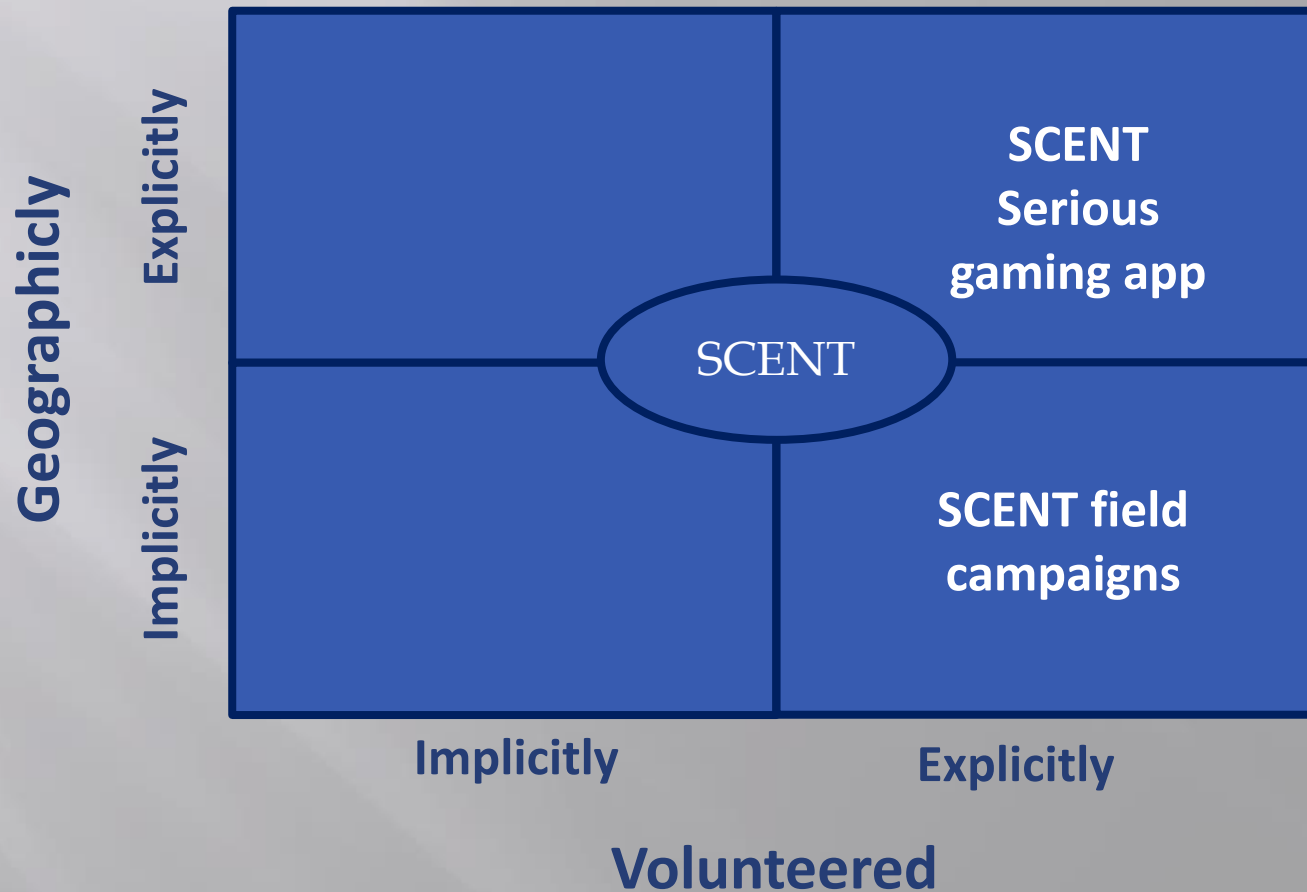 Geographicly
Explicitly
Implicitly
SCENT
Serious
gaming app
SCENT
SCENT field
campaigns
Implicitly
Explicitly
Volunteered